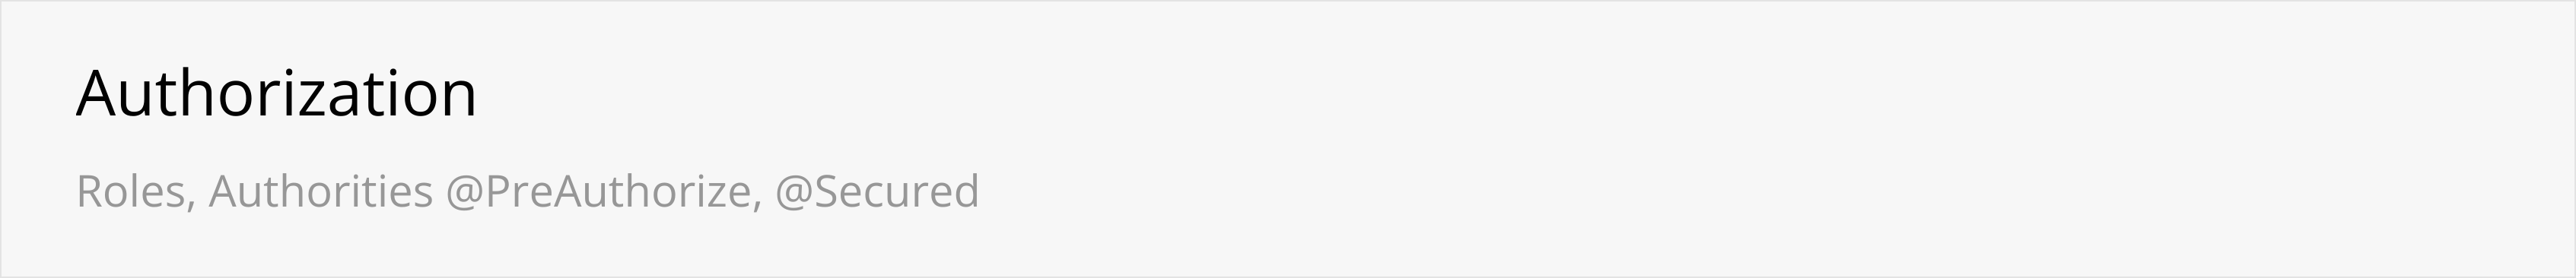 Authorization
Roles, Authorities @PreAuthorize, @Secured